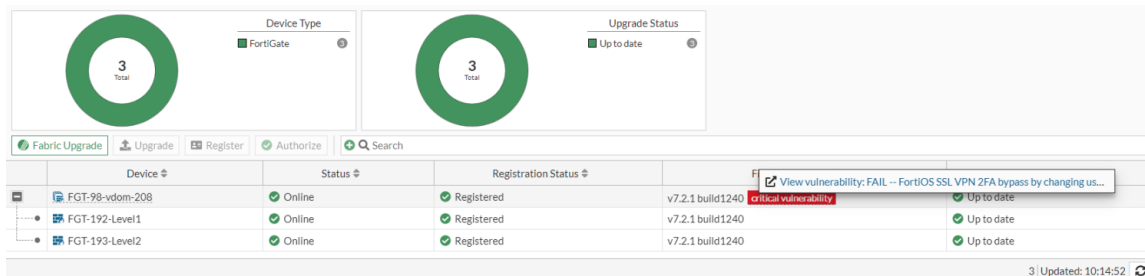 Device Type
FortiGate 3
3
Total
Upgrade Status
Up to date 3
3
Total
Fabric Upgrade Upgrade Register Authorize Search
Device Status Registration Status
View vulnerability: FAIL -- FortiOS SSL VPN 2FA bypass by changing us...
FGT-98-vdom-208 Online Registered v7.2.1 build1240 critical vulnerability Up to date
FGT-192-Level1 Online Registered v7.2.1 build1240 Up to date
FGT-193-Level2 Online Registered v7.2.1 build1240 Up to date
3 Updated: 10:14:52